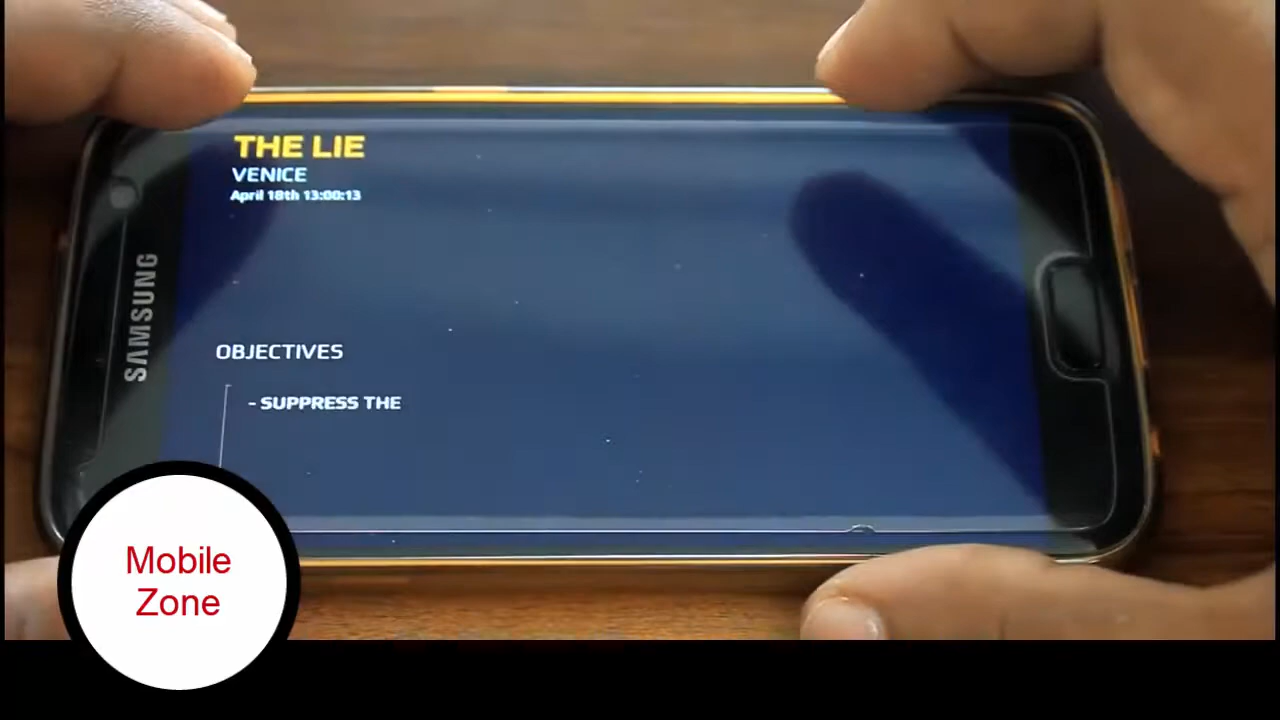 THE LIE
VENICE
April 18th 13:00:13
SAMSUNG
OBJECTIVES
- SUPPRESS THE
Mobile
Zone